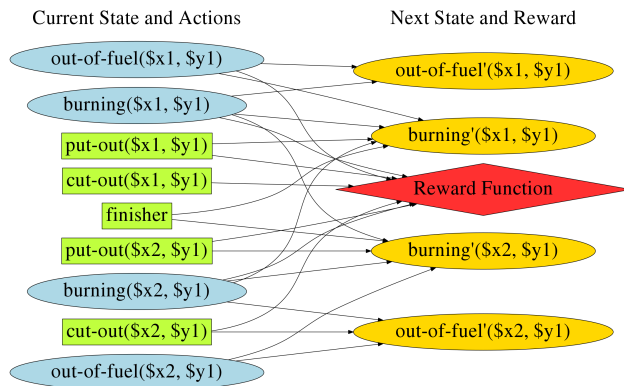 Current State and Actions
Next State and Reward
out-of-fuel($x1, $y1)
out-of-fuel'($x1, $y1)
burning($x1, $y1)
burning'($x1, $y1)
put-out($x1, $y1)
cut-out($x1, $y1)
Reward Function
finisher
put-out($x2, $y1)
burning'($x2, $y1)
burning($x2, $y1)
cut-out($x2, $y1)
out-of-fuel'($x2, $y1)
out-of-fuel($x2, $y1)